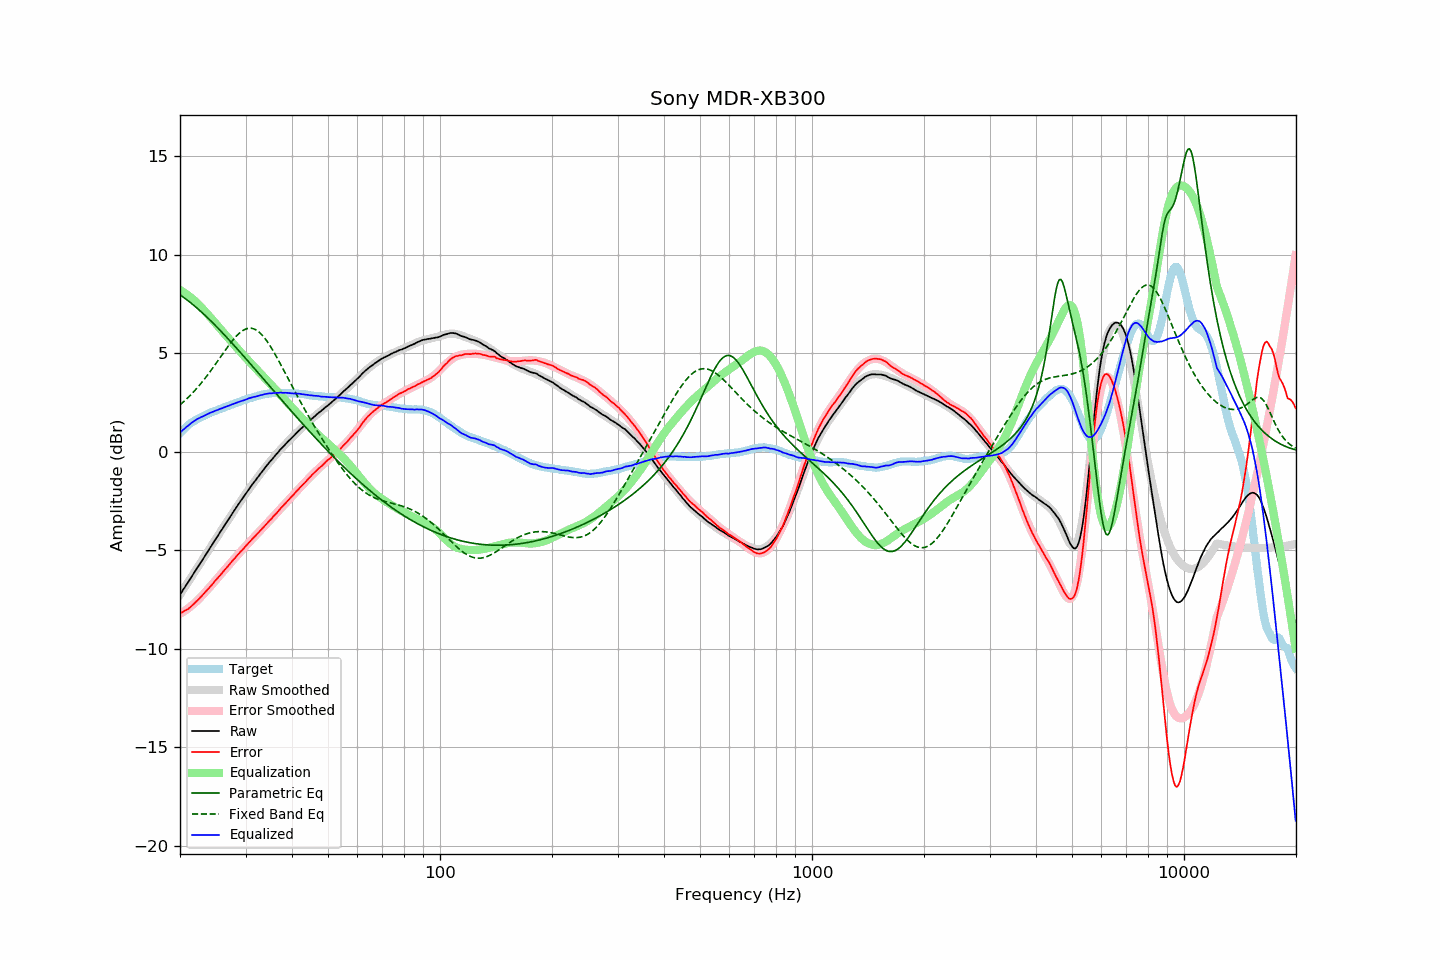 Sony MDR-XB300
15
10
5
0
−5
−10
−15
−20
Amplitude (dBr)
Target
Raw Smoothed
Error Smoothed
Raw
Error
Equalization
Parametric Eq
Fixed Band Eq
Equalized
100
1000
10000
Frequency (Hz)